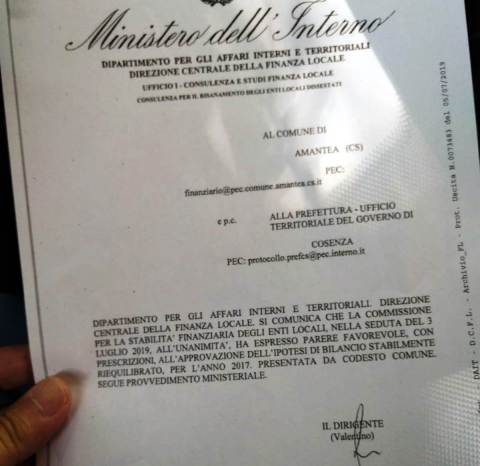 Ministero dell'Interno
DIPARTIMENTO PER GLI AFFARI INTERNI E TERRITORIALI
DIREZIONE CENTRALE DELLA FINANZA LOCALE
UFFICIO I - CONSULENZA E STUDI FINANZA LOCALE
CONSULENZA PER IL RISANAMENTO DEGLI ENTI LOCALI DISSESTATI
AL COMUNE DI
AMANTEA (CS)
PEC:
finanziario@pec.comune.amantea.cs.it
e p.c. ALLA PREFETTURA - UFFICIO
TERRITORIALE DEL GOVERNO DI
COSENZA
PEC: protocollo.prefcs@pec.interno.it
DIPARTIMENTO PER GLI AFFARI INTERNI E TERRITORIALI. DIREZIONE
CENTRALE DELLA FINANZA LOCALE. SI COMUNICA CHE LA COMMISSIONE
PER LA STABILITA' FINANZIARIA DEGLI ENTI LOCALI, NELLA SEDUTA DEL 3
LUGLIO 2019, ALL'UNANIMITA', HA ESPRESSO PARERE FAVOREVOLE, CON
PRESCRIZIONI, ALL'APPROVAZIONE DELL'IPOTESI DI BILANCIO STABILMENTE
RIEQUILIBRATO, PER L'ANNO 2017. PRESENTATA DA CODESTO COMUNE.
SEGUE PROVVEDIMENTO MINISTERIALE.
IL DIRIGENTE
(Valentino)
DAIT - D.C.F.L. - Archivio_FL - Prot. Uscita N.0073483 del 05/07/2019